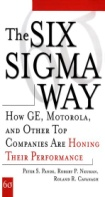 The SIX
SIGMA
WAY
HOW GE, MOTOROLA,
AND OTHER TOP
COMPANIES ARE HONING
THEIR PERFORMANCE
PETER S. PANDE, ROBERT P. NEUMAN,
ROLAND R. CAVANAGH
6σ